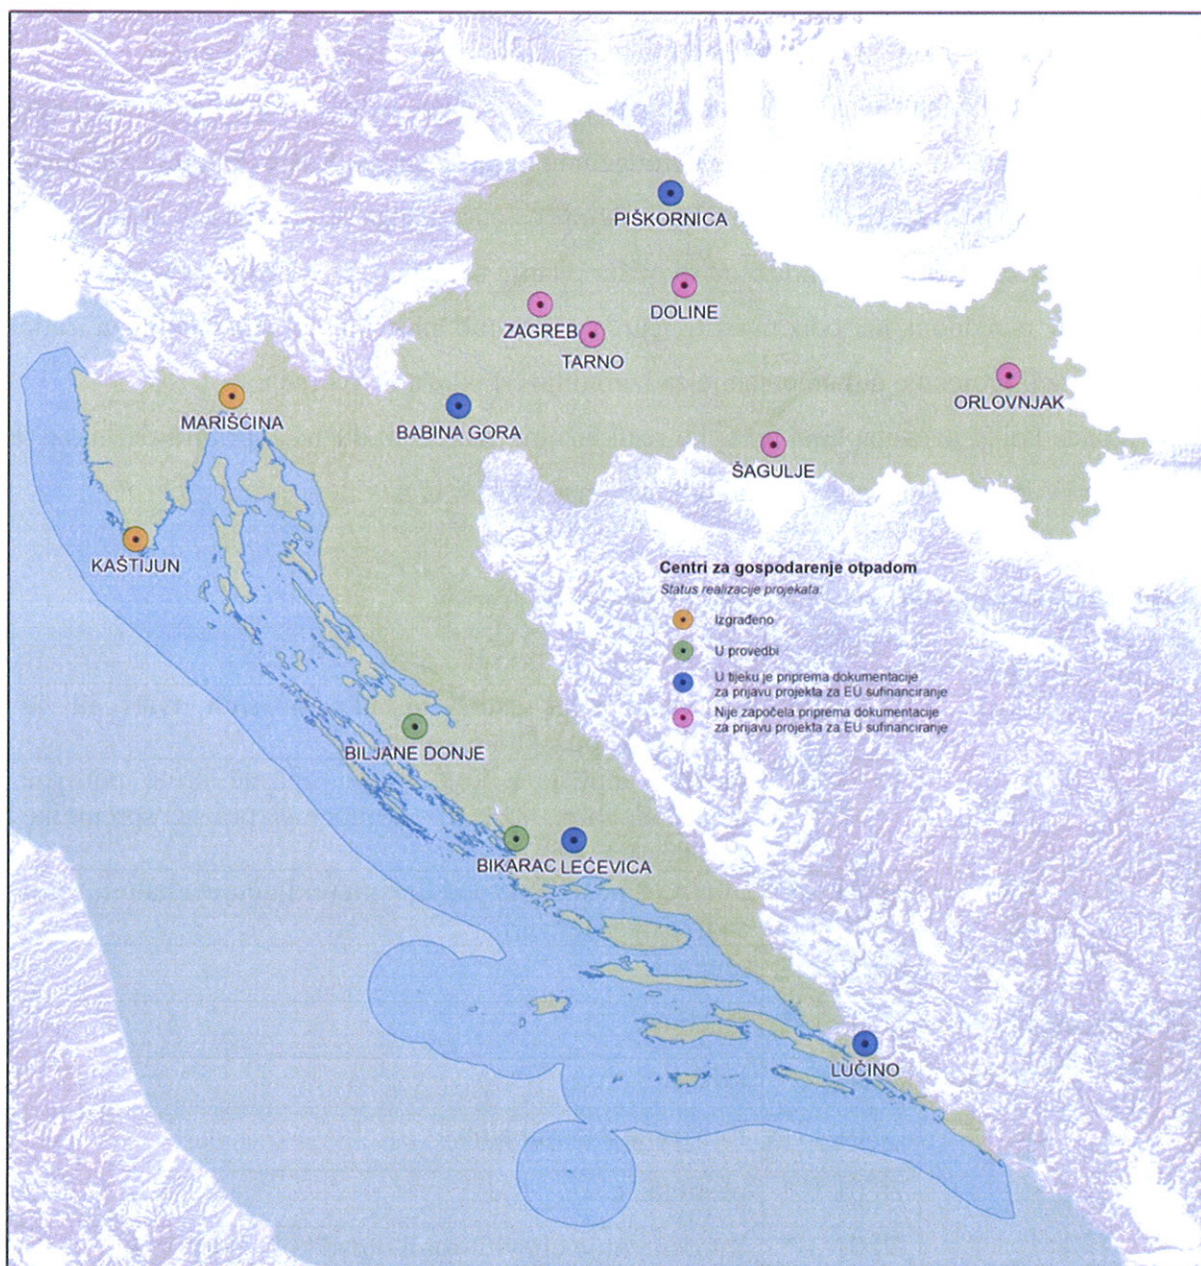 PIŠKORNICA
DOLINE
ZAGREB
TARNO
ORLOVNJAK
MARIŠĆINA
BABINA GORA
ŠAGULJE
KAŠTIJUN
Centri za gospodarenje otpadom
Status realizacije projekata:
Izgrađeno
U provedbi
U tijeku je priprema dokumentacije
za prijavu projekta za EU sufinanciranje
Nije započela priprema dokumentacije
za prijavu projekta za EU sufinanciranje
BILJANE DONJE
BIKARAC
LEĆEVICA
LUČINO